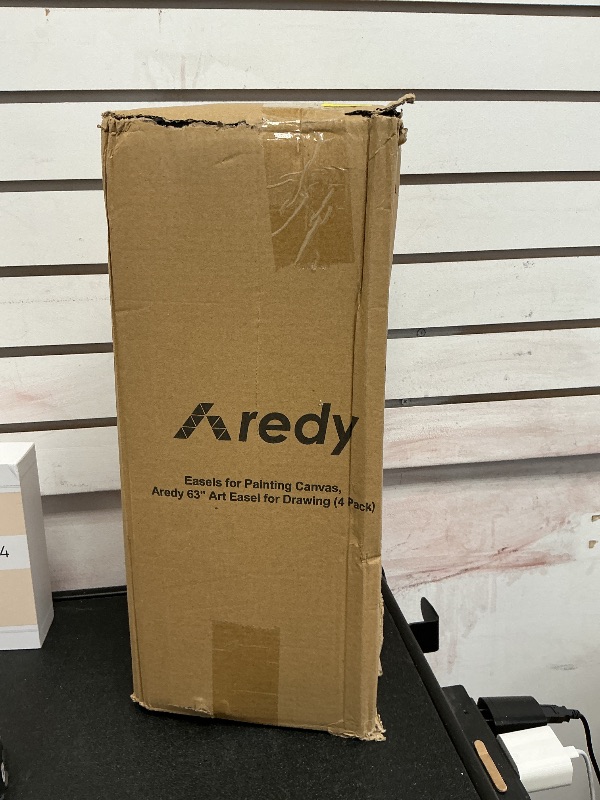 Aredy
Easels for Painting Canvas,
Aredy 63" Art Easel for Drawing (4 Pack)
4